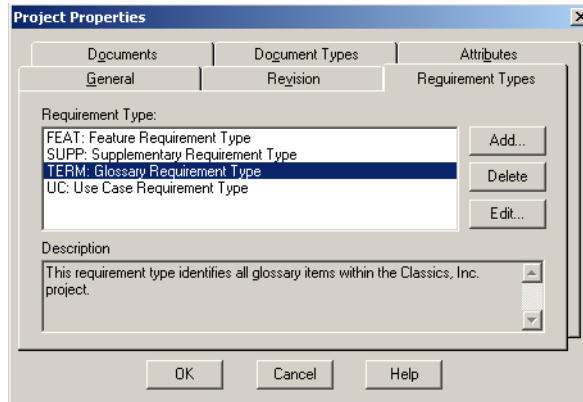 Project Properties
Documents
Document Types
Attributes
General
Revision
Requirement Types
Requirement Type:
FEAT: Feature Requirement Type
SUPP: Supplementary Requirement Type
TERM: Glossary Requirement Type
UC: Use Case Requirement Type
Add...
Delete
Edit...
Description
This requirement type identifies all glossary items within the Classics, Inc.
project.
OK
Cancel
Help